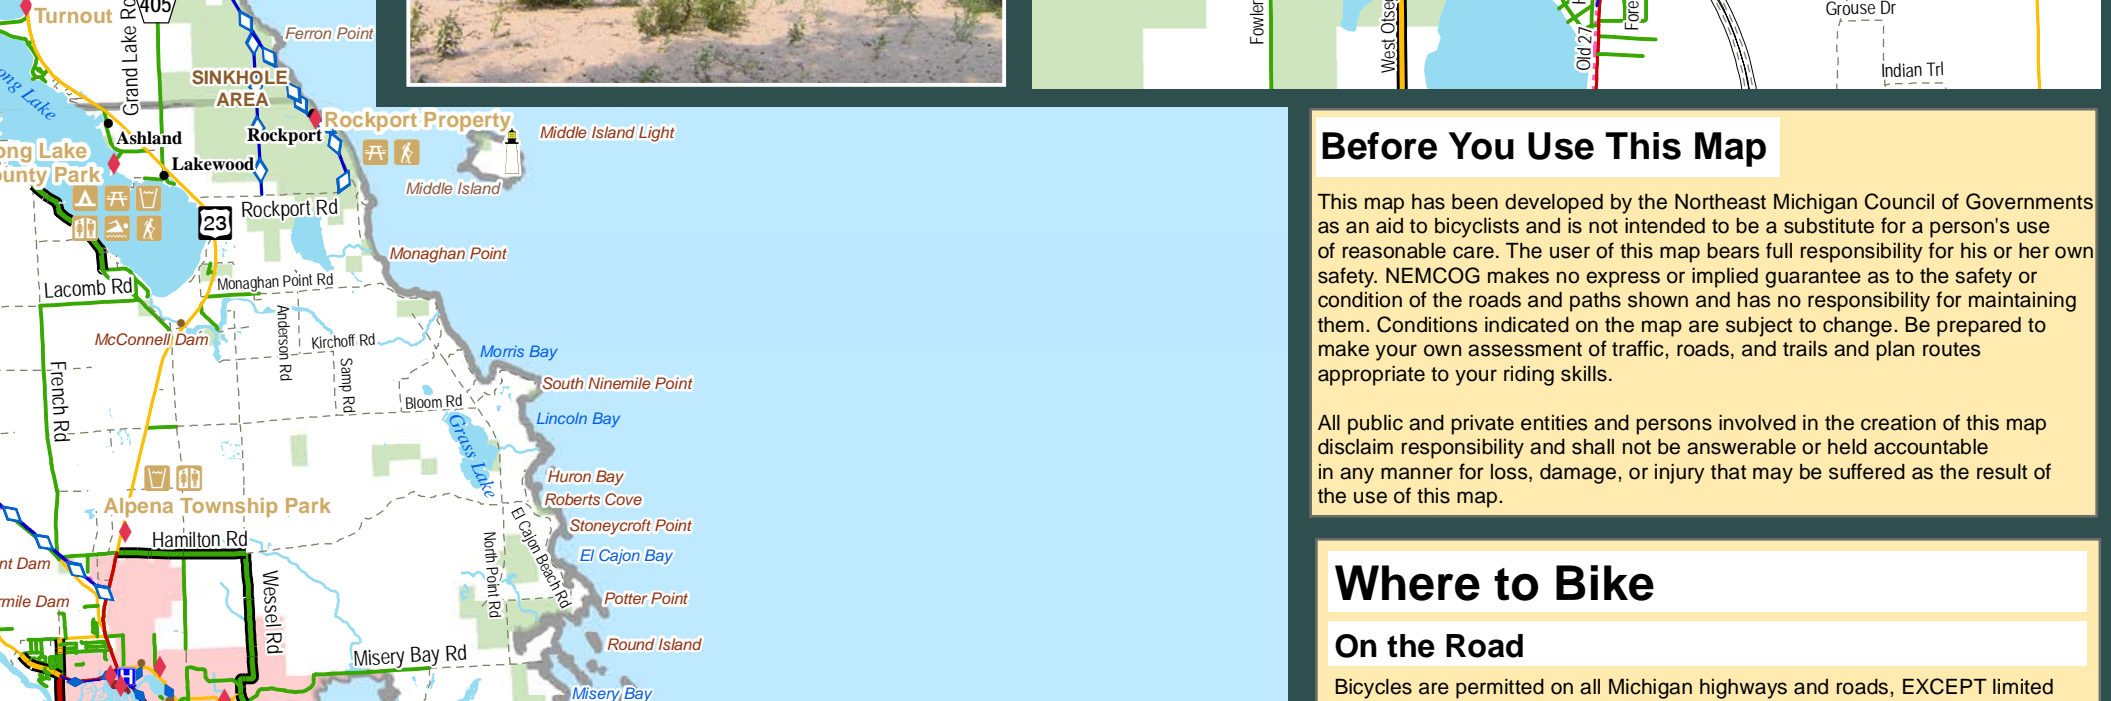 Turnout
405
Grand Lake Rd
Ferron Point
SINKHOLE
AREA
Long Lake
Ashland
Rockport
Lakewood
Rockport Property
Middle Island Light
Middle Island
ong Lake
ounty Park
23
Rockport Rd
Monaghan Point
Lacomb Rd
Monaghan Point Rd
McConnell Dam
Anderson Rd
Kirchoff Rd
Samp Rd
Morris Bay
South Ninemile Point
French Rd
Bloom Rd
Lincoln Bay
Grass Lake
Huron Bay
Roberts Cove
Alpena Township Park
Stoneycroft Point
El Cajon Beach Rd
North Point Rd
Hamilton Rd
El Cajon Bay
nt Dam
Wessel Rd
Potter Point
rmile Dam
Round Island
Misery Bay Rd
H
Misery Bay
Fowler
West Otseg
Old 27
H
Fore
Grouse Dr
Indian Trl
Before You Use This Map
This map has been developed by the Northeast Michigan Council of Governments
as an aid to bicyclists and is not intended to be a substitute for a person's use
of reasonable care. The user of this map bears full responsibility for his or her own
safety. NEMCOG makes no express or implied guarantee as to the safety or
condition of the roads and paths shown and has no responsibility for maintaining
them. Conditions indicated on the map are subject to change. Be prepared to
make your own assessment of traffic, roads, and trails and plan routes
appropriate to your riding skills.
All public and private entities and persons involved in the creation of this map
disclaim responsibility and shall not be answerable or held accountable
in any manner for loss, damage, or injury that may be suffered as the result of
the use of this map.
Where to Bike
On the Road
Bicycles are permitted on all Michigan highways and roads, EXCEPT limited